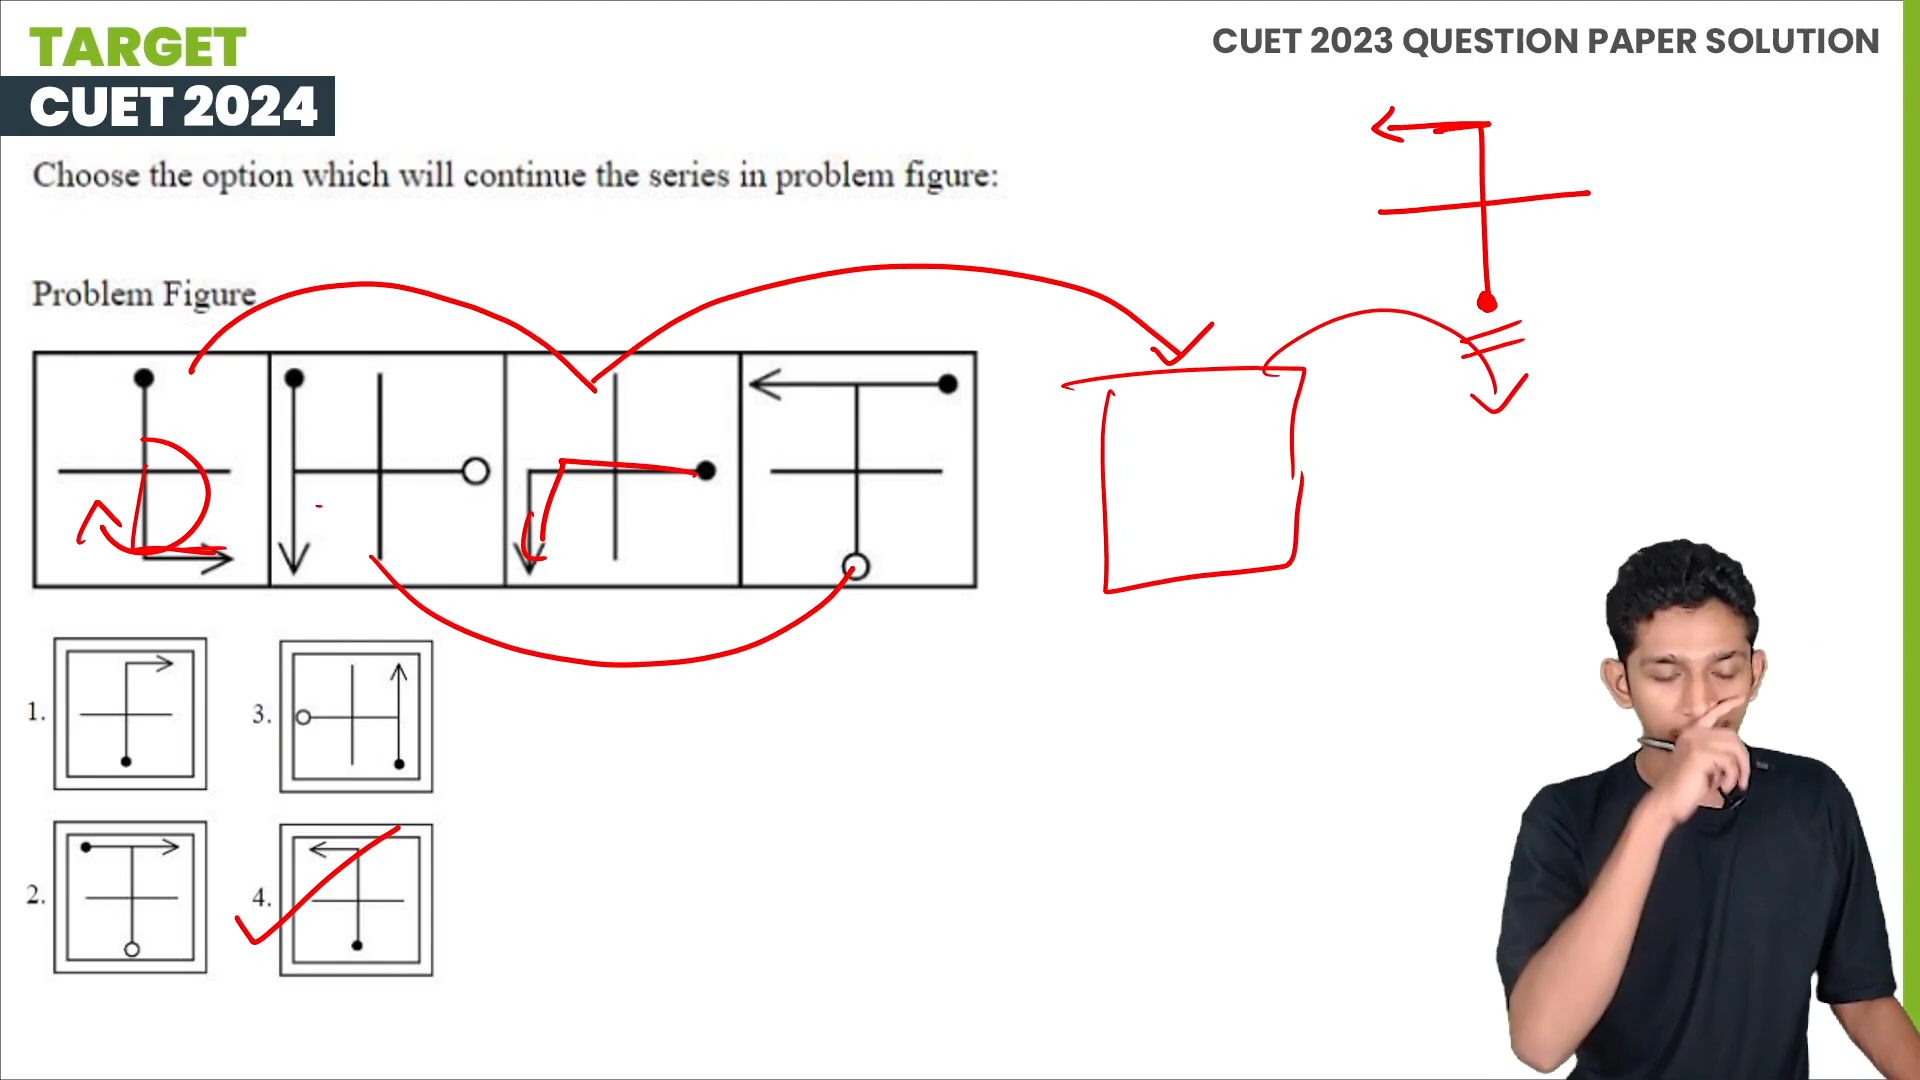 TARGET
CUET 2024
CUET 2023 QUESTION PAPER SOLUTION
Choose the option which will continue the series in problem figure:
Problem Figure
1.
3.
2.
4.